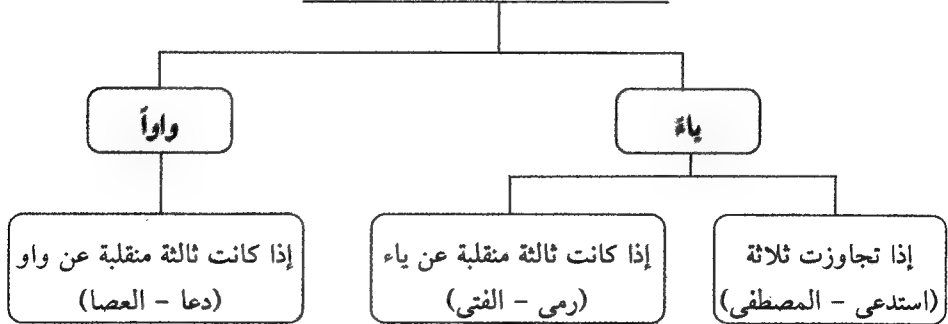 ياءً
واواً
إذا تجاوزت ثلاثة
(استدعى - المصطفى)
إذا كانت ثالثة منقلبة عن ياء
(رمى - الفتى)
إذا كانت ثالثة منقلبة عن واو
(دعا - العصا)